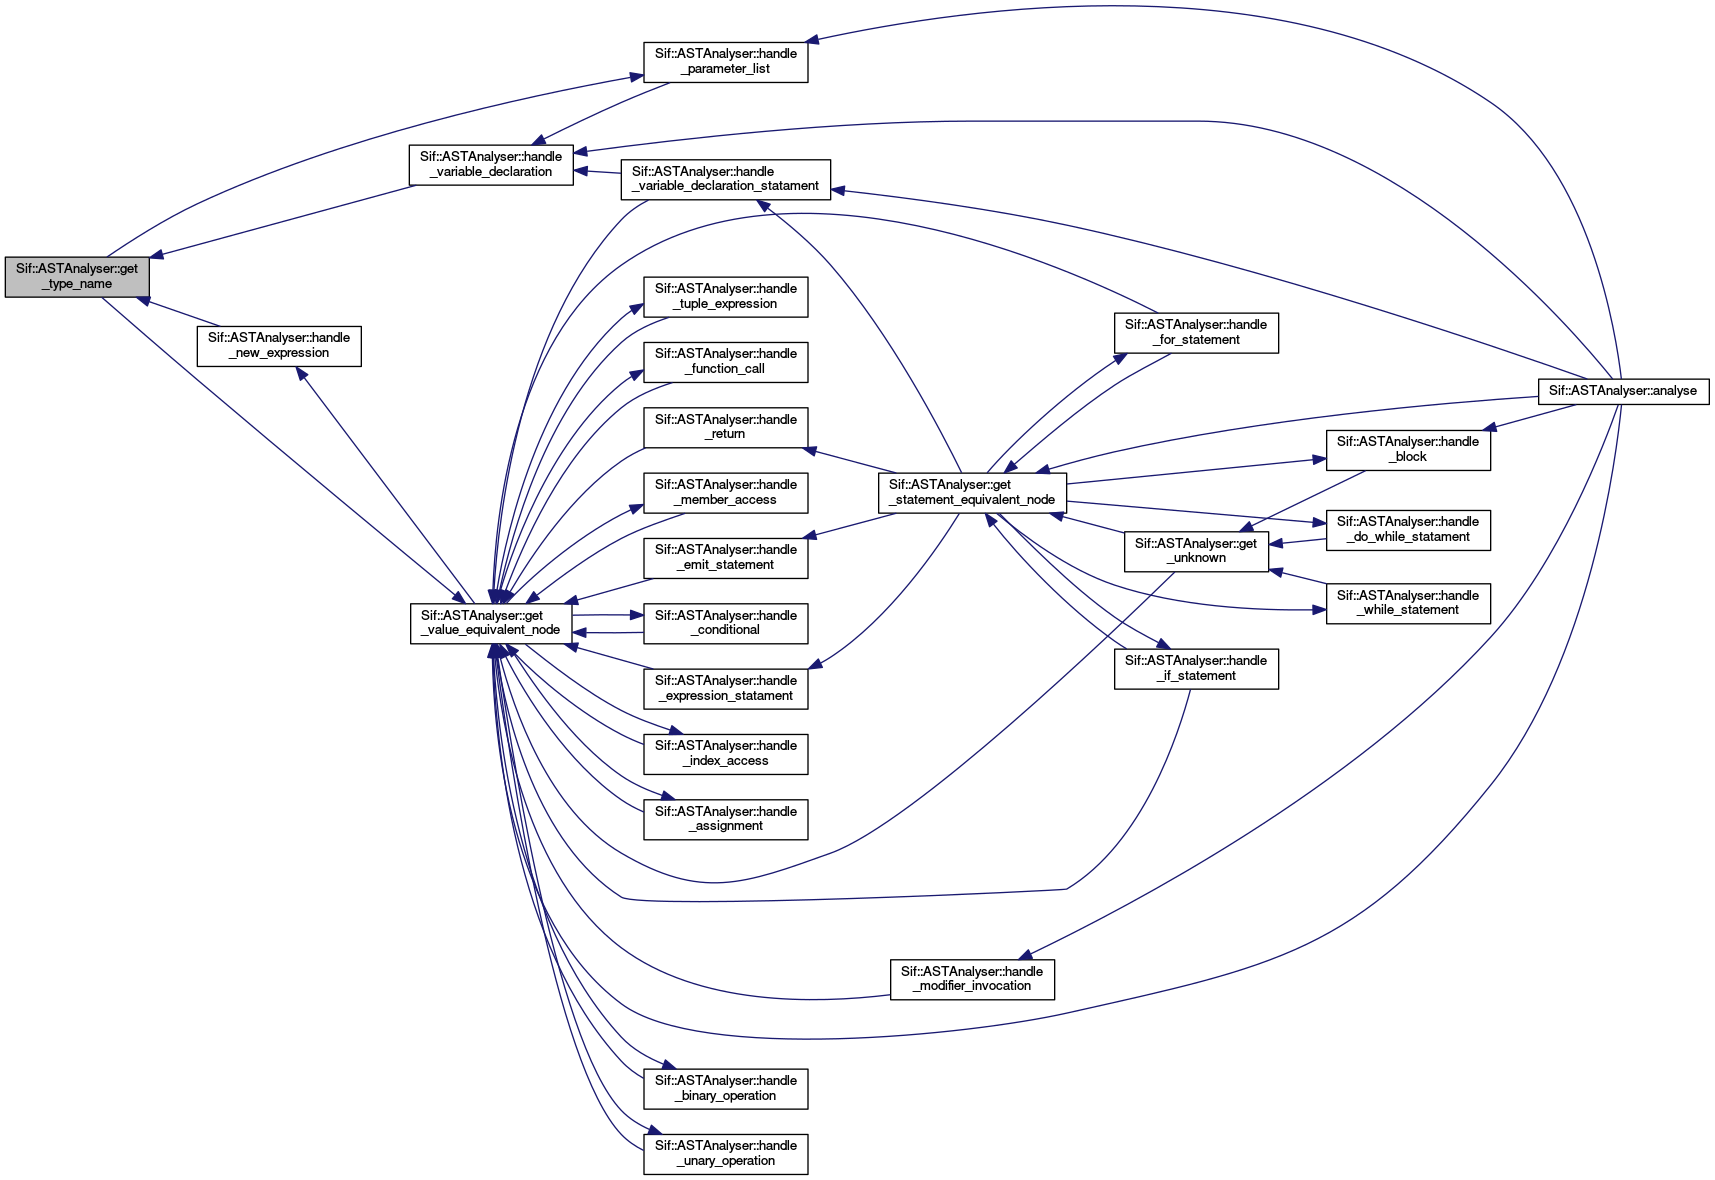 Sif::ASTAnalyser::handle
_parameter_list
Sif::ASTAnalyser::handle
_variable_declaration
Sif::ASTAnalyser::handle
_variable_declaration_statament
Sif::ASTAnalyser::get
_type_name
Sif::ASTAnalyser::handle
_new_expression
Sif::ASTAnalyser::handle
_tuple_expression
Sif::ASTAnalyser::handle
_function_call
Sif::ASTAnalyser::handle
_return
Sif::ASTAnalyser::handle
_member_access
Sif::ASTAnalyser::handle
_emit_statement
Sif::ASTAnalyser::get
_value_equivalent_node
Sif::ASTAnalyser::handle
_conditional
Sif::ASTAnalyser::handle
_expression_statament
Sif::ASTAnalyser::handle
_index_access
Sif::ASTAnalyser::handle
_assignment
Sif::ASTAnalyser::handle
_for_statement
Sif::ASTAnalyser::analyse
Sif::ASTAnalyser::handle
_block
Sif::ASTAnalyser::get
_statement_equivalent_node
Sif::ASTAnalyser::handle
_do_while_statament
Sif::ASTAnalyser::get
_unknown
Sif::ASTAnalyser::handle
_while_statement
Sif::ASTAnalyser::handle
_if_statement
Sif::ASTAnalyser::handle
_modifier_invocation
Sif::ASTAnalyser::handle
_binary_operation
Sif::ASTAnalyser::handle
_unary_operation